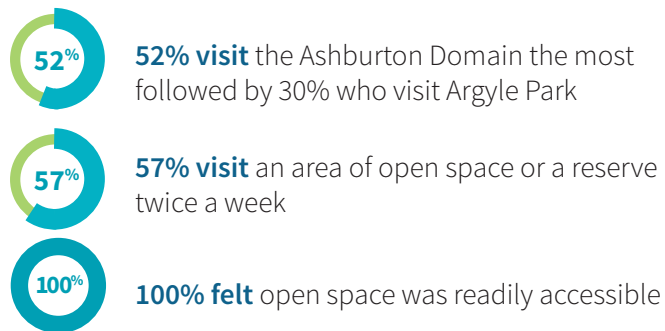 52%
52% visit the Ashburton Domain the most
followed by 30% who visit Argyle Park
57%
57% visit an area of open space or a reserve
twice a week
100%
100% felt open space was readily accessible